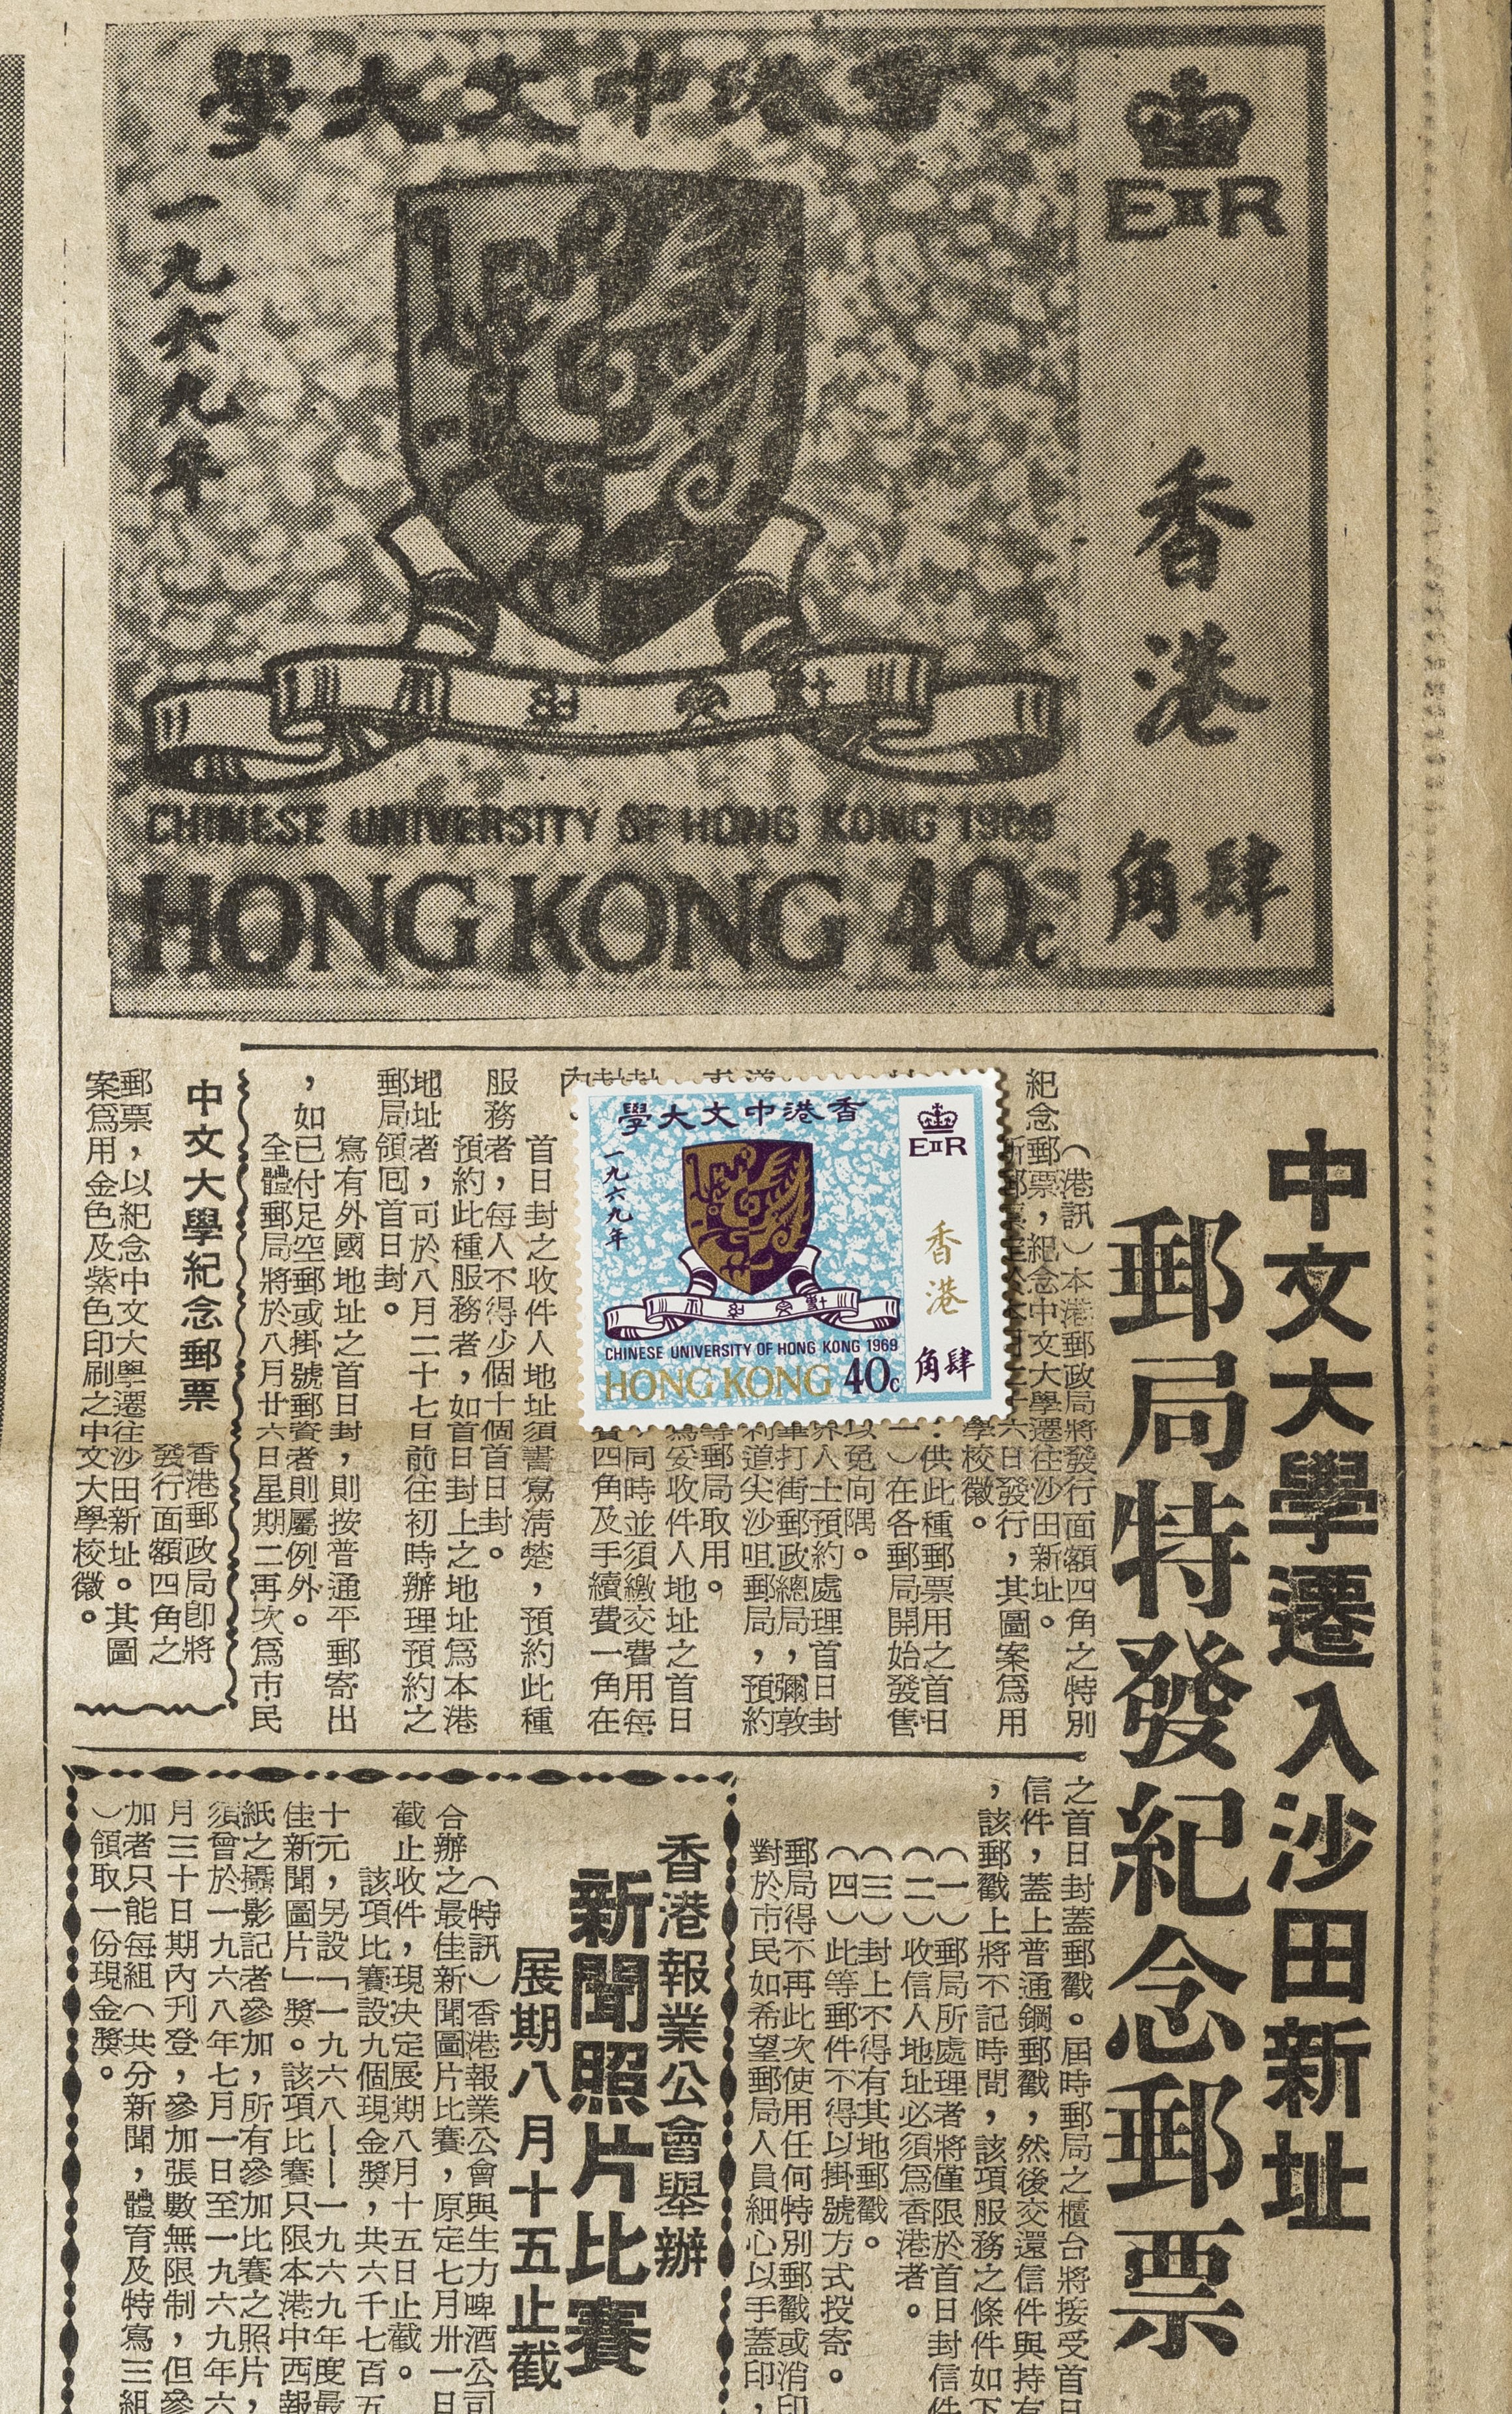 學大文中港香
一九六九年
E II R
香港
角肆
CHINESE UNIVERSITY OF HONG KONG 1969
HONG KONG 40c
中文大學遷入沙田新址
郵局特發紀念郵票
（港訊）本港郵政局將發行面額四角之特別
紀念郵票，紀念中文大學遷往沙田新址。
六日發行，其圖案爲用
學校徽。
供此種郵票用之首日
一）在各郵局開始發售
以免向隅。
界人士預約處理首日封
畢打街郵政總局，彌敦
利道尖沙咀郵局，預約
等郵局取用。
爲妥收件人地址之首日
同時並須繳交費用每
四角及手續費一角在
首日封之收件人地址須書寫淸楚，預約此種
服務者，每人不得少個十個首日封。
預約此種服務者，如首日封上之地址爲本港
地址者，可於八月二十七日前往初時辦理預約之
郵局領囘首日封。
寫有外國地址之首日封，則按普通平郵寄出
，如已付足空郵或掛號郵資者則屬例外。
全體郵局將於八月廿六日星期二再次爲市民
學大文中港香
一九六九年
E II R
香港
角肆
CHINESE UNIVERSITY OF HONG KONG 1969
HONG KONG 40c
中文大學紀念郵票
香港郵政局卽將
發行面額四角之
郵票，以紀念中文大學遷往沙田新址。其圖
案爲用金色及紫色印刷之中文大學校徽。
之首日封蓋郵戳。屆時郵局之櫃台將接受首日
信件，蓋上普通鋼郵戳，然後交還信件與持有
，該郵戳上將不記時間，該項服務之條件如下
（一）郵局所處理者將僅限於首日封信件
（二）收信人地址必須爲香港者。
（三）封上不得有其地郵戳。
（四）此等郵件不得以掛號方式投寄。
郵局得不再此次使用任何特別郵戳或消印
對於市民如希望郵局人員細心以手蓋印，
香港報業公會舉辦
新聞照片比賽
展期八月十五止截
（特訊）香港報業公會與生力啤酒公司
合辦之最佳新聞圖片比賽，原定七月卅一日
截止收件，現決定展期八月十五日止截。
該項比賽設九個現金獎，共六千七百五
十元，另設「一九六八——一九六九年度最
佳新聞圖片」獎。該項比賽只限本港中西報
紙之攝影記者參加，所有參加比賽之照片，
須曾於一九六八年七月一日至一九六九年六
月三十日期內刋登，參加張數無限制，但參
加者只能每組（共分新聞，體育及特寫三組
）領取一份現金獎。